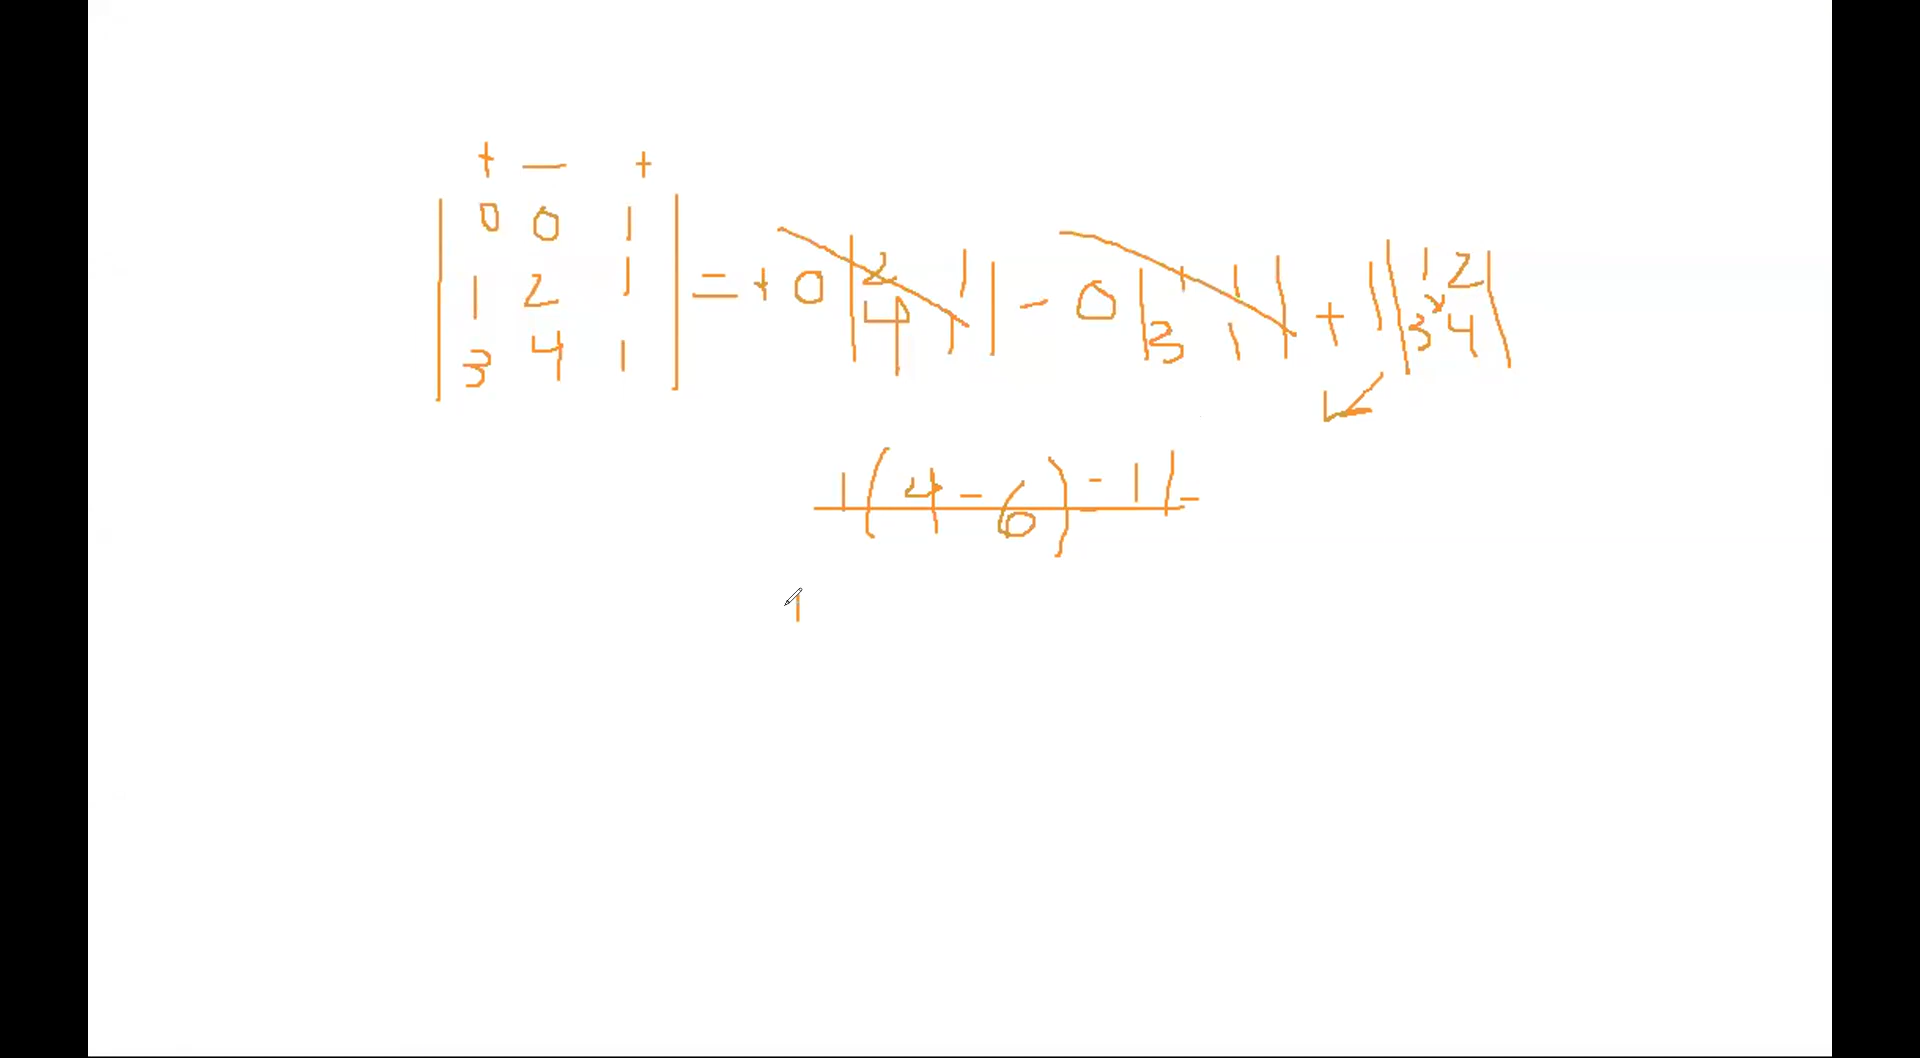 + − +
| 0 0 1 |
| 1 2 1 | = + 0 | 2 1 | − 0 | 1 1 | + 1 | 1 2 |
| 3 4 1 | | 4 1 | | 3 1 | | 3 4 |
1 ( 4 − 6 ) = 1 | =
1